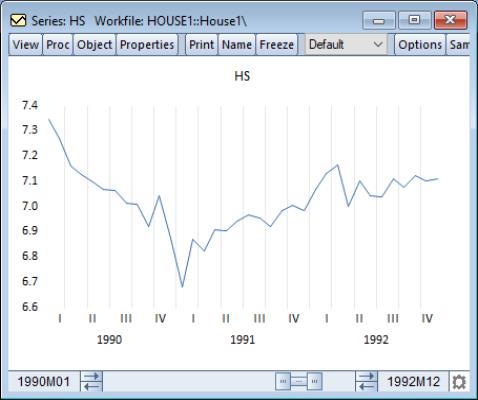 Series: HS Workfile: HOUSE1::House1\
View Proc Object Properties Print Name Freeze Default Options Sam
HS
7.4
7.3
7.2
7.1
7.0
6.9
6.8
6.7
6.6
I II III IV I II III IV I II III IV
1990 1991 1992
1990M01 1992M12